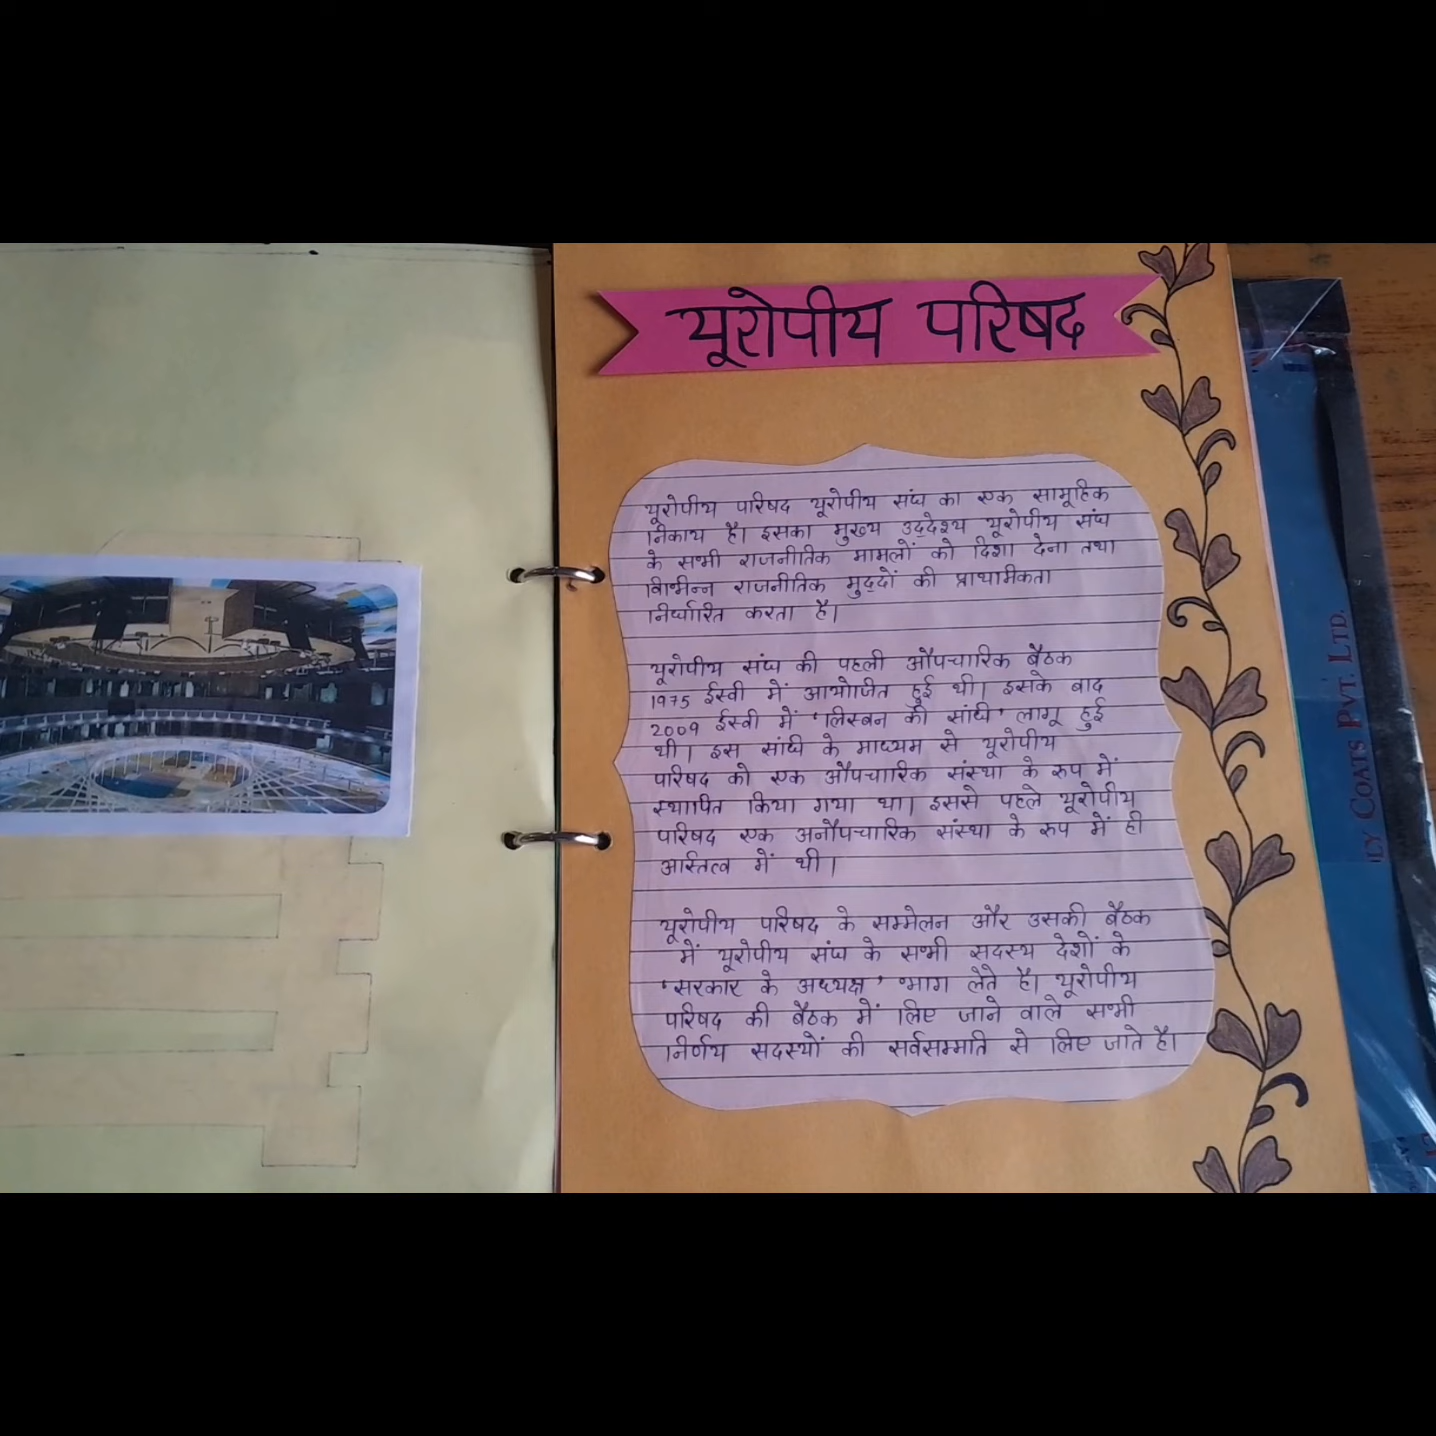 यूरोपीय परिषद
यूरोपीय परिषद यूरोपीय संघ का एक सामूहिक
निकाय है। इसका मुख्य उद्देश्य यूरोपीय संघ
के सभी राजनीतिक मामलों को दिशा देना तथा
विभिन्न राजनीतिक मुद्दों की प्राथमिकता
निर्धारित करता है।
यूरोपीय संघ की पहली औपचारिक बैठक
1975 ईस्वी में आयोजित हुई थी। इसके बाद
2009 ईस्वी में 'लिस्बन की सांधी' लागू हुई
थी। इस सांधी के माध्यम से यूरोपीय
परिषद को एक औपचारिक संस्था के रूप में
स्थापित किया गया था। इससे पहले यूरोपीय
परिषद एक अनौपचारिक संस्था के रूप में ही
अस्तित्व में थी।
यूरोपीय परिषद के सम्मेलन और उसकी बैठक
में यूरोपीय संघ के सभी सदस्य देशों के
'सरकार के अध्यक्ष' भाग लेते है। यूरोपीय
परिषद की बैठक में लिए जाने वाले सभी
निर्णय सदस्यों की सर्वसम्मति से लिए जाते है।
COATS PVT. LTD.